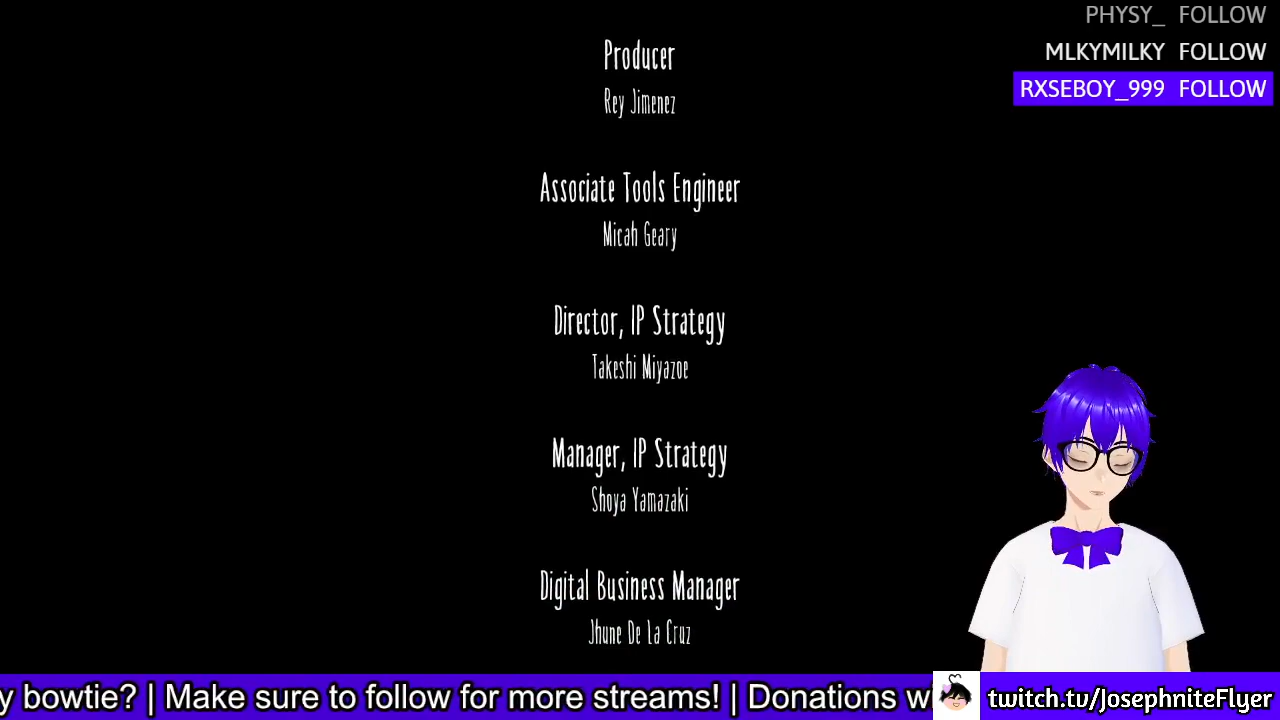 PHYSY_ FOLLOW
MLKYMILKY FOLLOW
RXSEBOY_999 FOLLOW
Producer
Rey Jimenez
Associate Tools Engineer
Micah Geary
Director, IP Strategy
Takeshi Miyazoe
Manager, IP Strategy
Shoya Yamazaki
Digital Business Manager
Jhune De La Cruz
y bowtie? | Make sure to follow for more streams! | Donations wi
twitch.tv/JosephniteFlyer